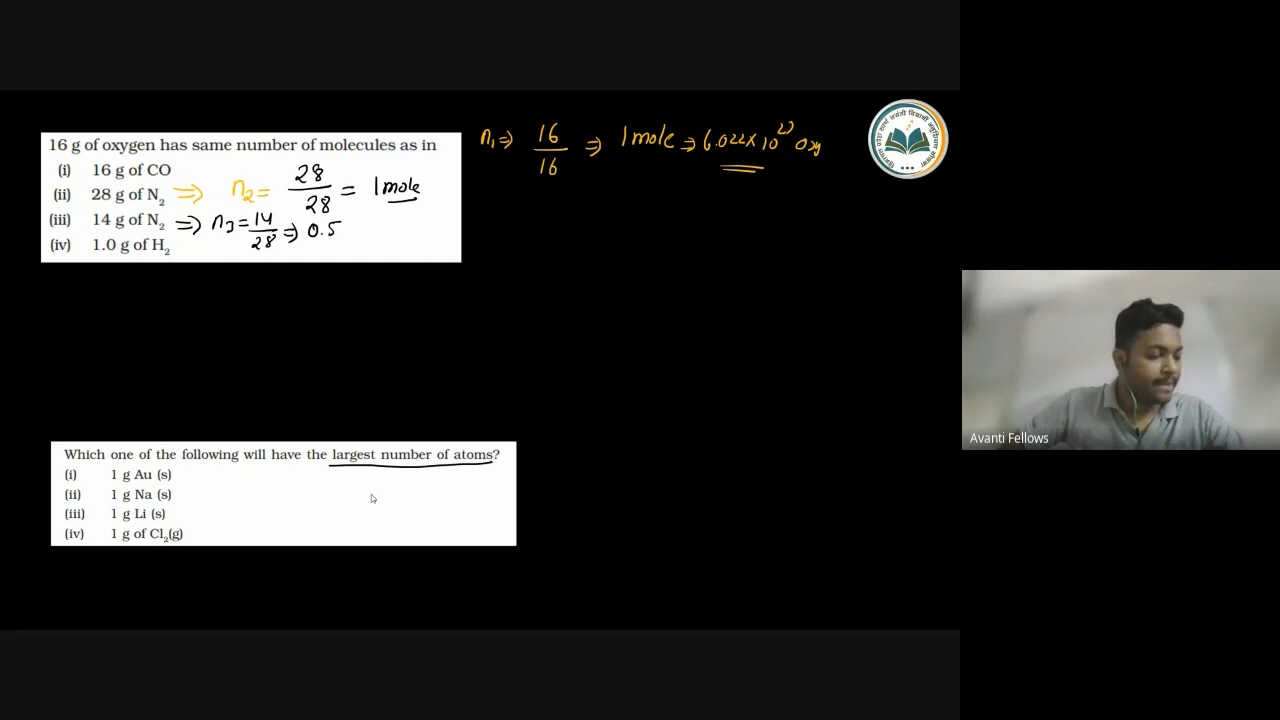 16 g of oxygen has same number of molecules as in
(i) 16 g of CO
(ii) 28 g of N₂ ⇒ n₂ = 28/28 = 1 mole
(iii) 14 g of N₂ ⇒ n₃ = 14/28 ⇒ 0.5
(iv) 1.0 g of H₂
n₁ ⇒ 16/16 ⇒ 1 mole ⇒ 6.022 × 10²³ oxy
Which one of the following will have the largest number of atoms?
(i) 1 g Au (s)
(ii) 1 g Na (s)
(iii) 1 g Li (s)
(iv) 1 g of Cl₂(g)
Avanti Fellows